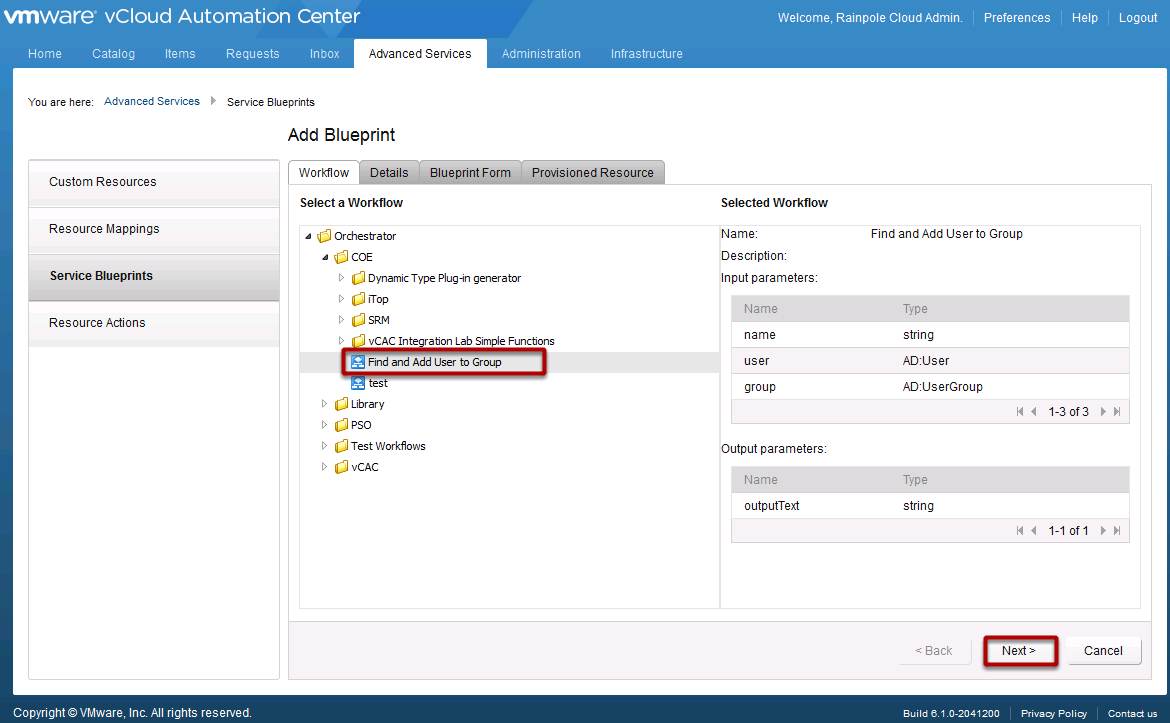 vmware® vCloud Automation Center
Welcome, Rainpole Cloud Admin. Preferences Help Logout
Home Catalog Items Requests Inbox Advanced Services Administration Infrastructure
You are here: Advanced Services Service Blueprints
Add Blueprint
Custom Resources
Resource Mappings
Service Blueprints
Resource Actions
Workflow Details Blueprint Form Provisioned Resource
Select a Workflow
Orchestrator
COE
Dynamic Type Plug-in generator
iTop
SRM
vCAC Integration Lab Simple Functions
Find and Add User to Group
test
Library
PSO
Test Workflows
vCAC
Selected Workflow
Name: Find and Add User to Group
Description:
Input parameters:
Name Type
name string
user AD:User
group AD:UserGroup
1-3 of 3
Output parameters:
Name Type
outputText string
1-1 of 1
< Back Next > Cancel
Copyright © VMware, Inc. All rights reserved.
Build 6.1.0-2041200 Privacy Policy Contact us